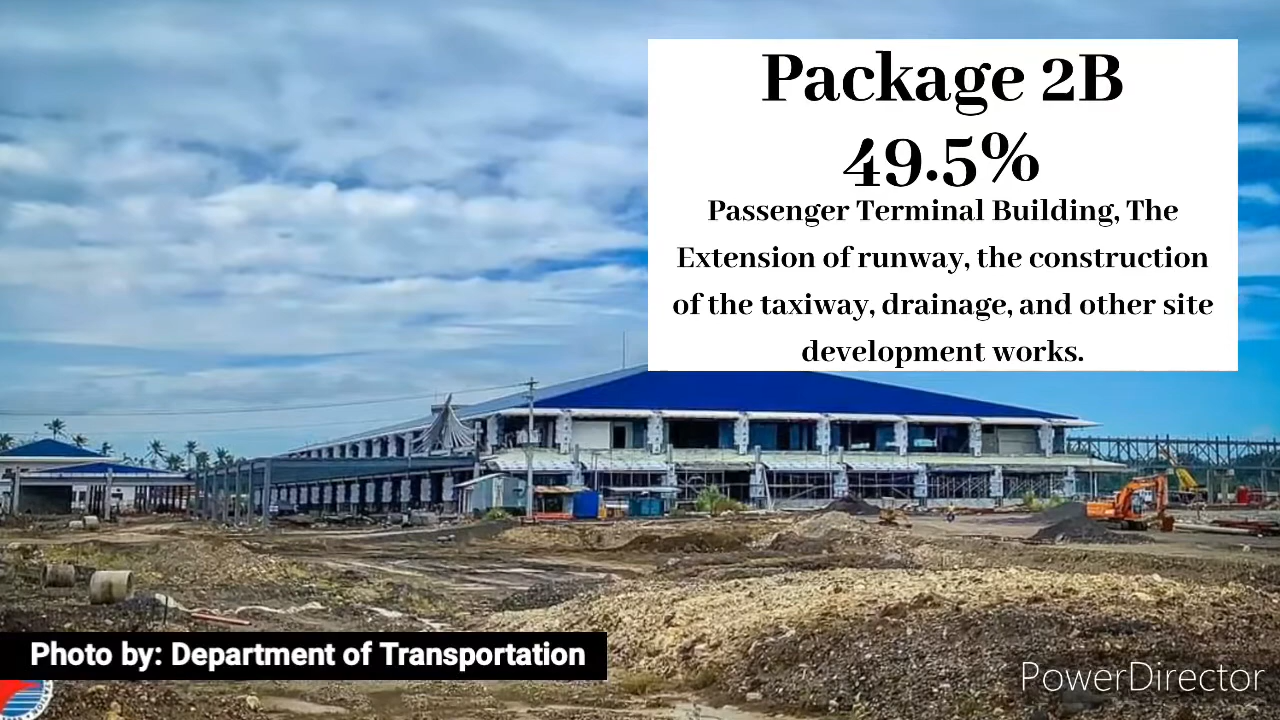 Package 2B
49.5%
Passenger Terminal Building, The
Extension of runway, the construction
of the taxiway, drainage, and other site
development works.
Photo by: Department of Transportation
PowerDirector